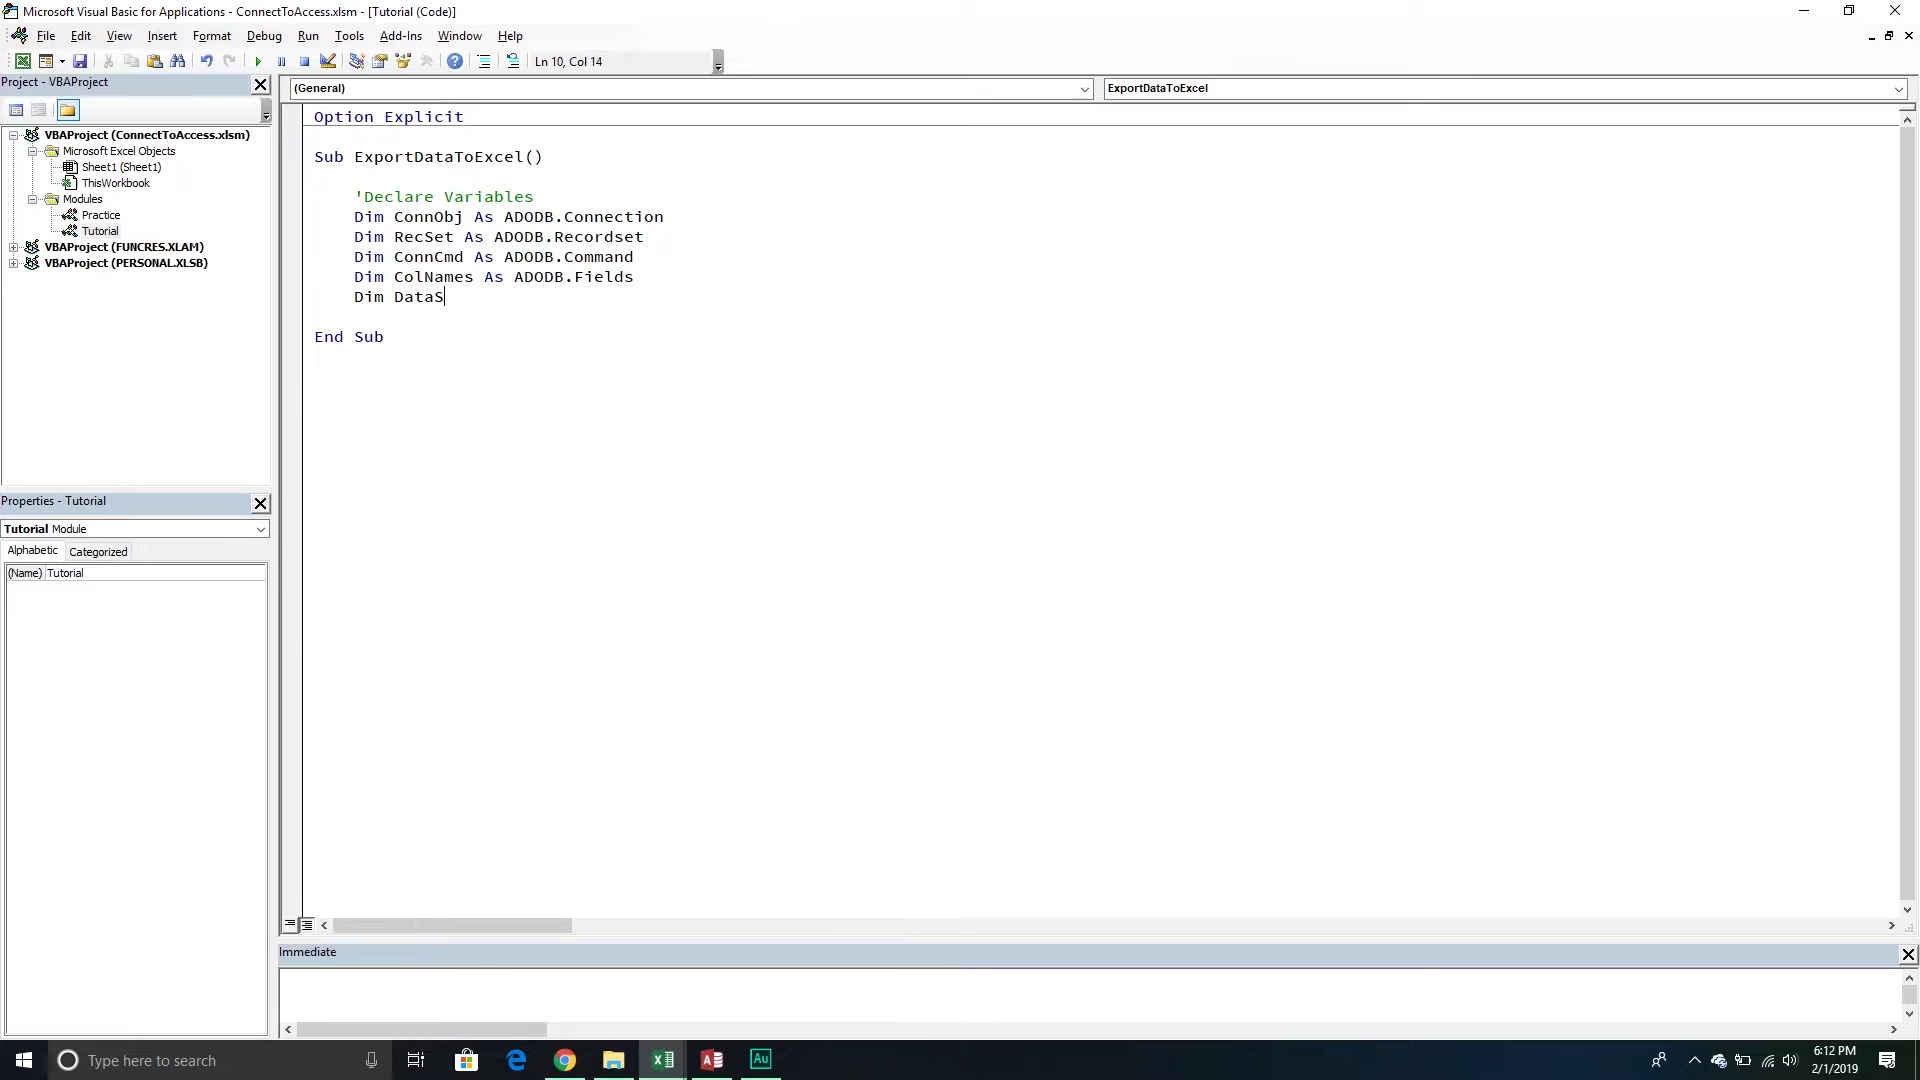 Microsoft Visual Basic for Applications - ConnectToAccess.xlsm - [Tutorial (Code)]
File Edit View Insert Format Debug Run Tools Add-Ins Window Help
Ln 10, Col 14
Project - VBAProject
(General)
ExportDataToExcel
VBAProject (ConnectToAccess.xlsm)
Microsoft Excel Objects
Sheet1 (Sheet1)
ThisWorkbook
Modules
Practice
Tutorial
VBAProject (FUNCRES.XLAM)
VBAProject (PERSONAL.XLSB)
Option Explicit
Sub ExportDataToExcel()
'Declare Variables
Dim ConnObj As ADODB.Connection
Dim RecSet As ADODB.Recordset
Dim ConnCmd As ADODB.Command
Dim ColNames As ADODB.Fields
Dim DataS
End Sub
Properties - Tutorial
Tutorial Module
Alphabetic Categorized
(Name) Tutorial
Immediate
Type here to search
Au
6:12 PM
2/1/2019